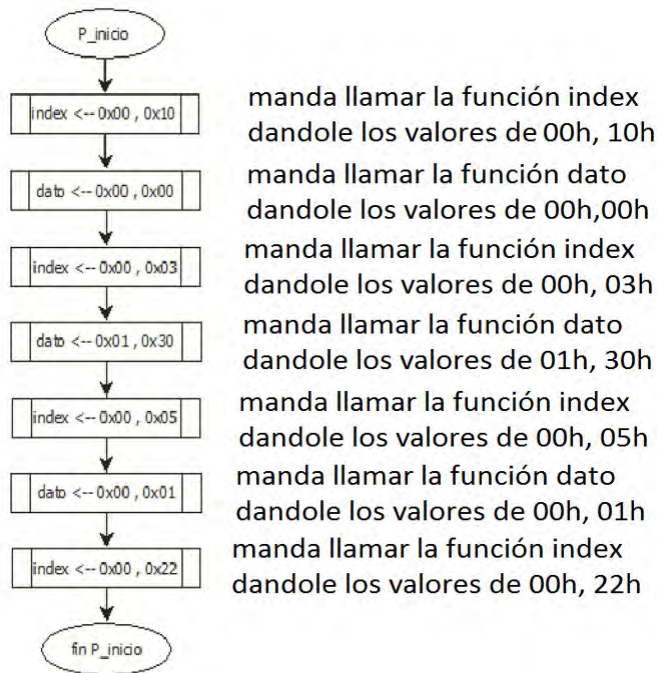 P_inicio
index <-- 0x00 , 0x10
manda llamar la función index
dandole los valores de 00h, 10h
dato <-- 0x00 , 0x00
manda llamar la función dato
dandole los valores de 00h,00h
index <-- 0x00 , 0x03
manda llamar la función index
dandole los valores de 00h, 03h
dato <-- 0x01 , 0x30
manda llamar la función dato
dandole los valores de 01h, 30h
index <-- 0x00 , 0x05
manda llamar la función index
dandole los valores de 00h, 05h
dato <-- 0x00 , 0x01
manda llamar la función dato
dandole los valores de 00h, 01h
index <-- 0x00 , 0x22
manda llamar la función index
dandole los valores de 00h, 22h
fin P_inicio